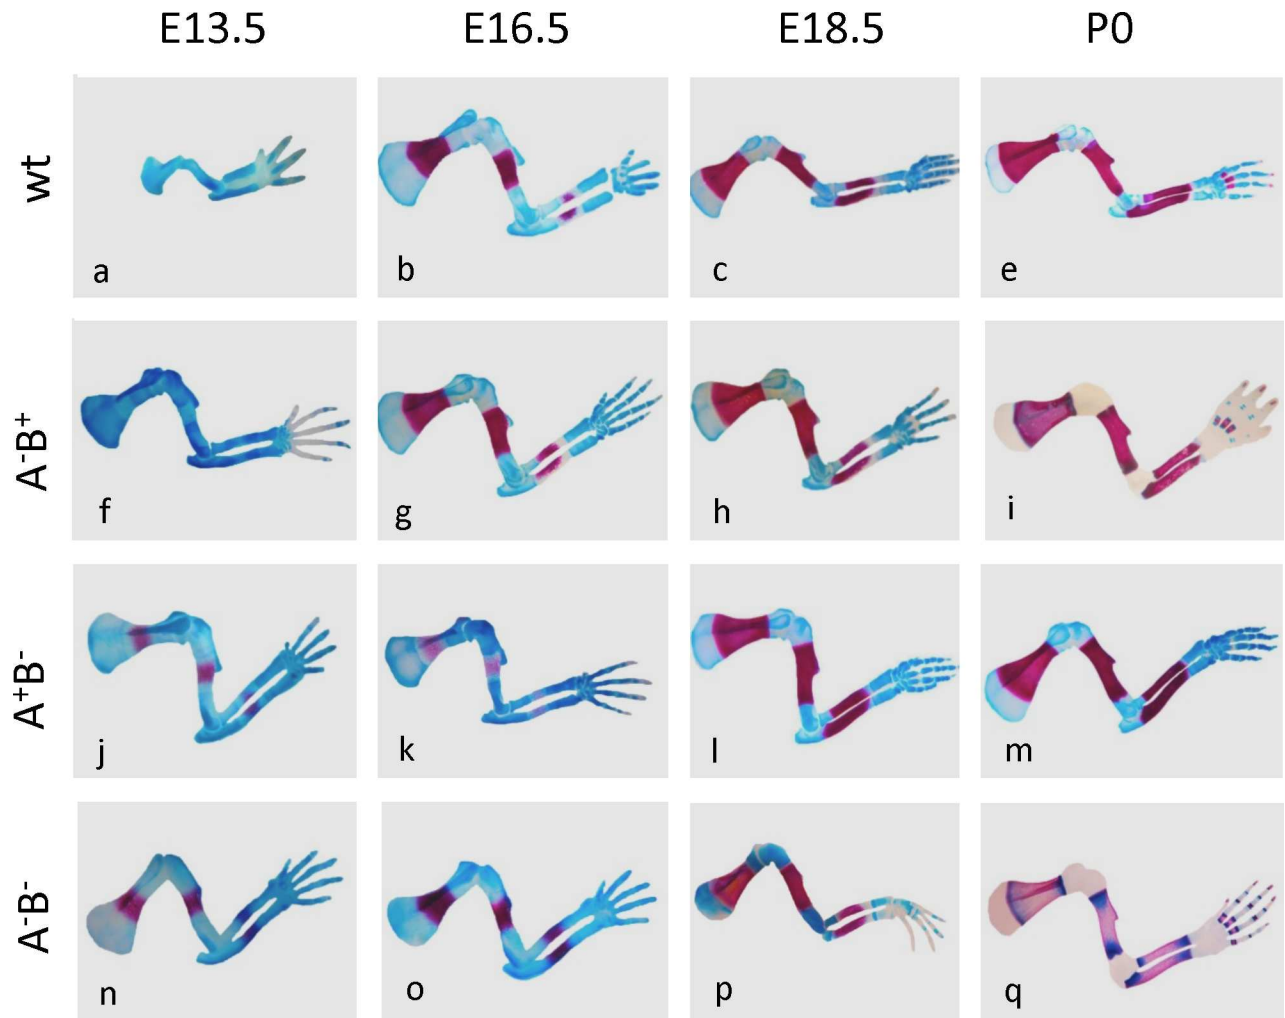 E13.5 E16.5 E18.5 P0
wt
a b c e
A⁻B⁺
f g h i
A⁺B⁻
j k l m
A⁻B⁻
n o p q